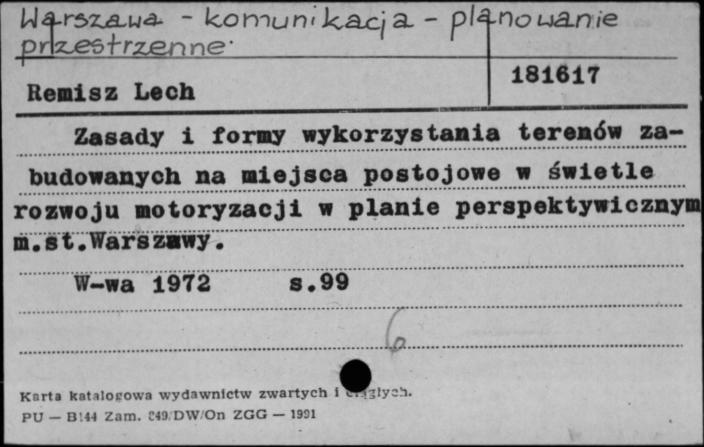 Warszawa - komunikacja - planowanie
przestrzenne.
181617
Remisz Lech
Zasady i formy wykorzystania terenów za-
budowanych na miejsca postojowe w świetle
rozwoju motoryzacji w planie perspektywicznym
m.st.Warszawy.
W-wa 1972 s.99
6
Karta katalogowa wydawnictw zwartych i ciągłych.
PU — B144 Zam. 249/DW/On ZGG — 1991